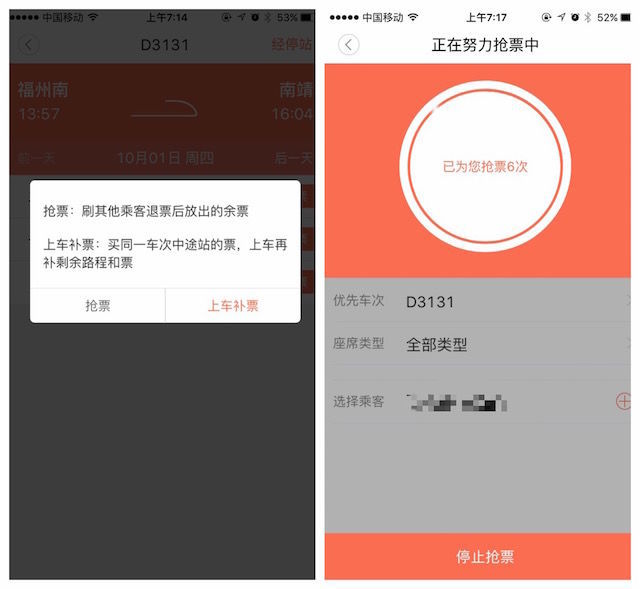 中国移动 上午7:14 53%
D3131 经停站
福州南 南靖
13:57 16:04
前一天 10月01日 周四 后一天
抢票：刷其他乘客退票后放出的余票
上车补票：买同一车次中途站的票，上车再
补剩余路程和票
抢票 上车补票
中国移动 上午7:17 52%
正在努力抢票中
已为您抢票6次
优先车次 D3131
座席类型 全部类型
选择乘客
停止抢票